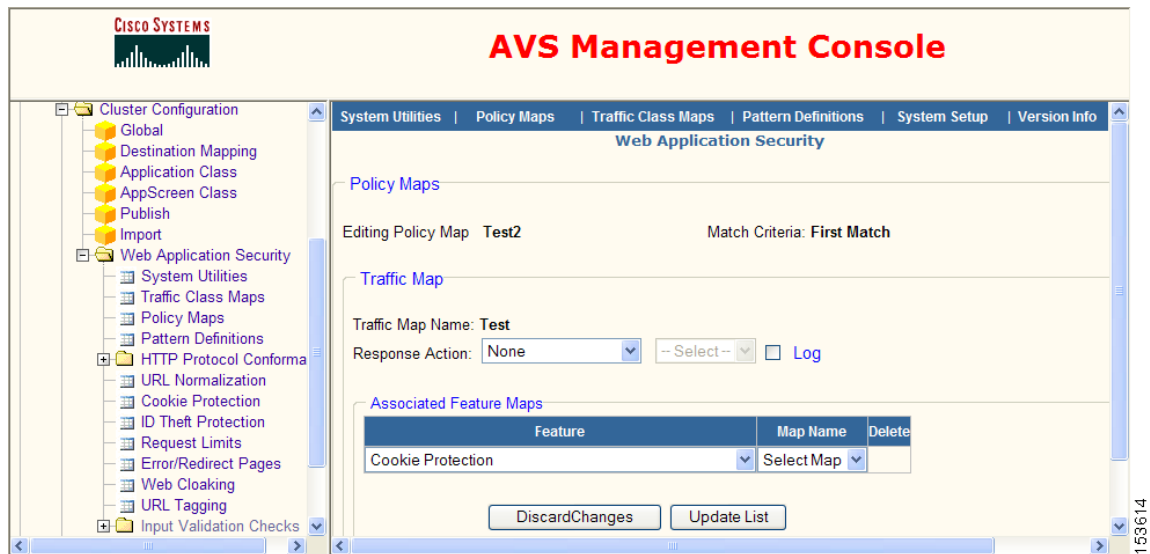 CISCO SYSTEMS
AVS Management Console
Cluster Configuration
Global
Destination Mapping
Application Class
AppScreen Class
Publish
Import
Web Application Security
System Utilities
Traffic Class Maps
Policy Maps
Pattern Definitions
HTTP Protocol Conforma
URL Normalization
Cookie Protection
ID Theft Protection
Request Limits
Error/Redirect Pages
Web Cloaking
URL Tagging
Input Validation Checks
System Utilities | Policy Maps | Traffic Class Maps | Pattern Definitions | System Setup | Version Info
Web Application Security
Policy Maps
Editing Policy Map Test2 Match Criteria: First Match
Traffic Map
Traffic Map Name: Test
Response Action: None -- Select -- Log
Associated Feature Maps
Feature Map Name Delete
Cookie Protection Select Map
DiscardChanges Update List
153614